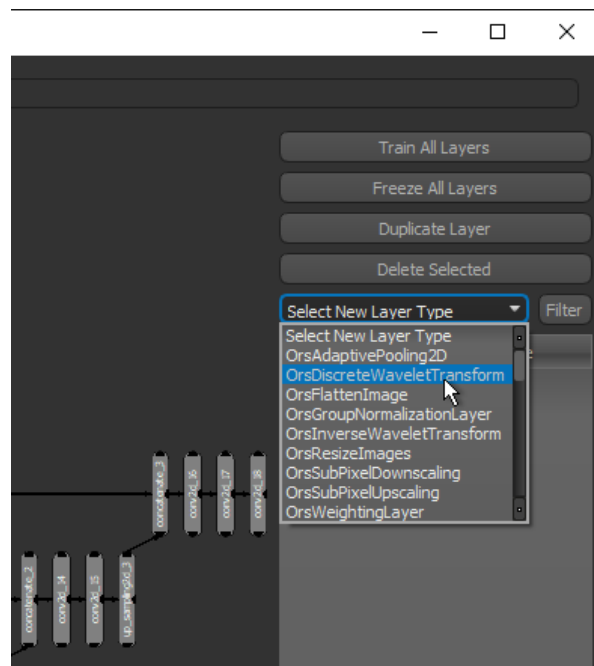 Train All Layers
Freeze All Layers
Duplicate Layer
Delete Selected
Select New Layer Type
Filter
Select New Layer Type
OrsAdaptivePooling2D
OrsDiscreteWaveletTransform
OrsFlattenImage
OrsGroupNormalizationLayer
OrsInverseWaveletTransform
OrsResizeImages
OrsSubPixelDownscaling
OrsSubPixelUpscaling
OrsWeightingLayer
concatenate_3
conv2d_16
conv2d_17
conv2d_18
concatenate_2
conv2d_14
conv2d_15
up_sampling2d_3